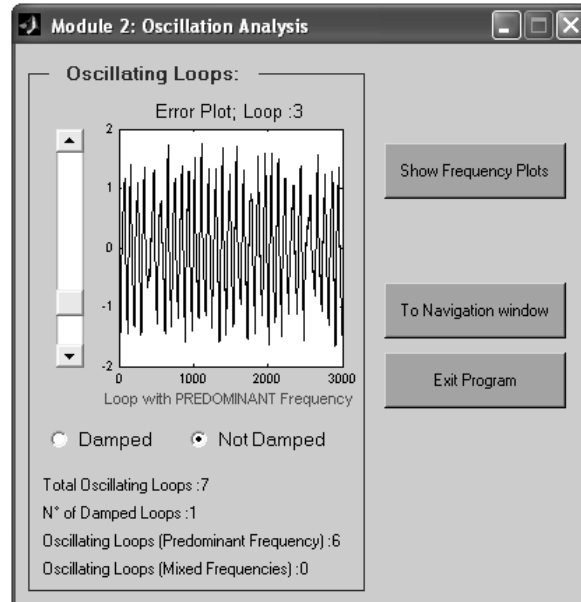 Module 2: Oscillation Analysis
Oscillating Loops:
Error Plot; Loop :3
2
1
0
-1
-2
0 1000 2000 3000
Loop with PREDOMINANT Frequency
Damped Not Damped
Total Oscillating Loops :7
N° of Damped Loops :1
Oscillating Loops (Predominant Frequency) :6
Oscillating Loops (Mixed Frequencies) :0
Show Frequency Plots
To Navigation window
Exit Program